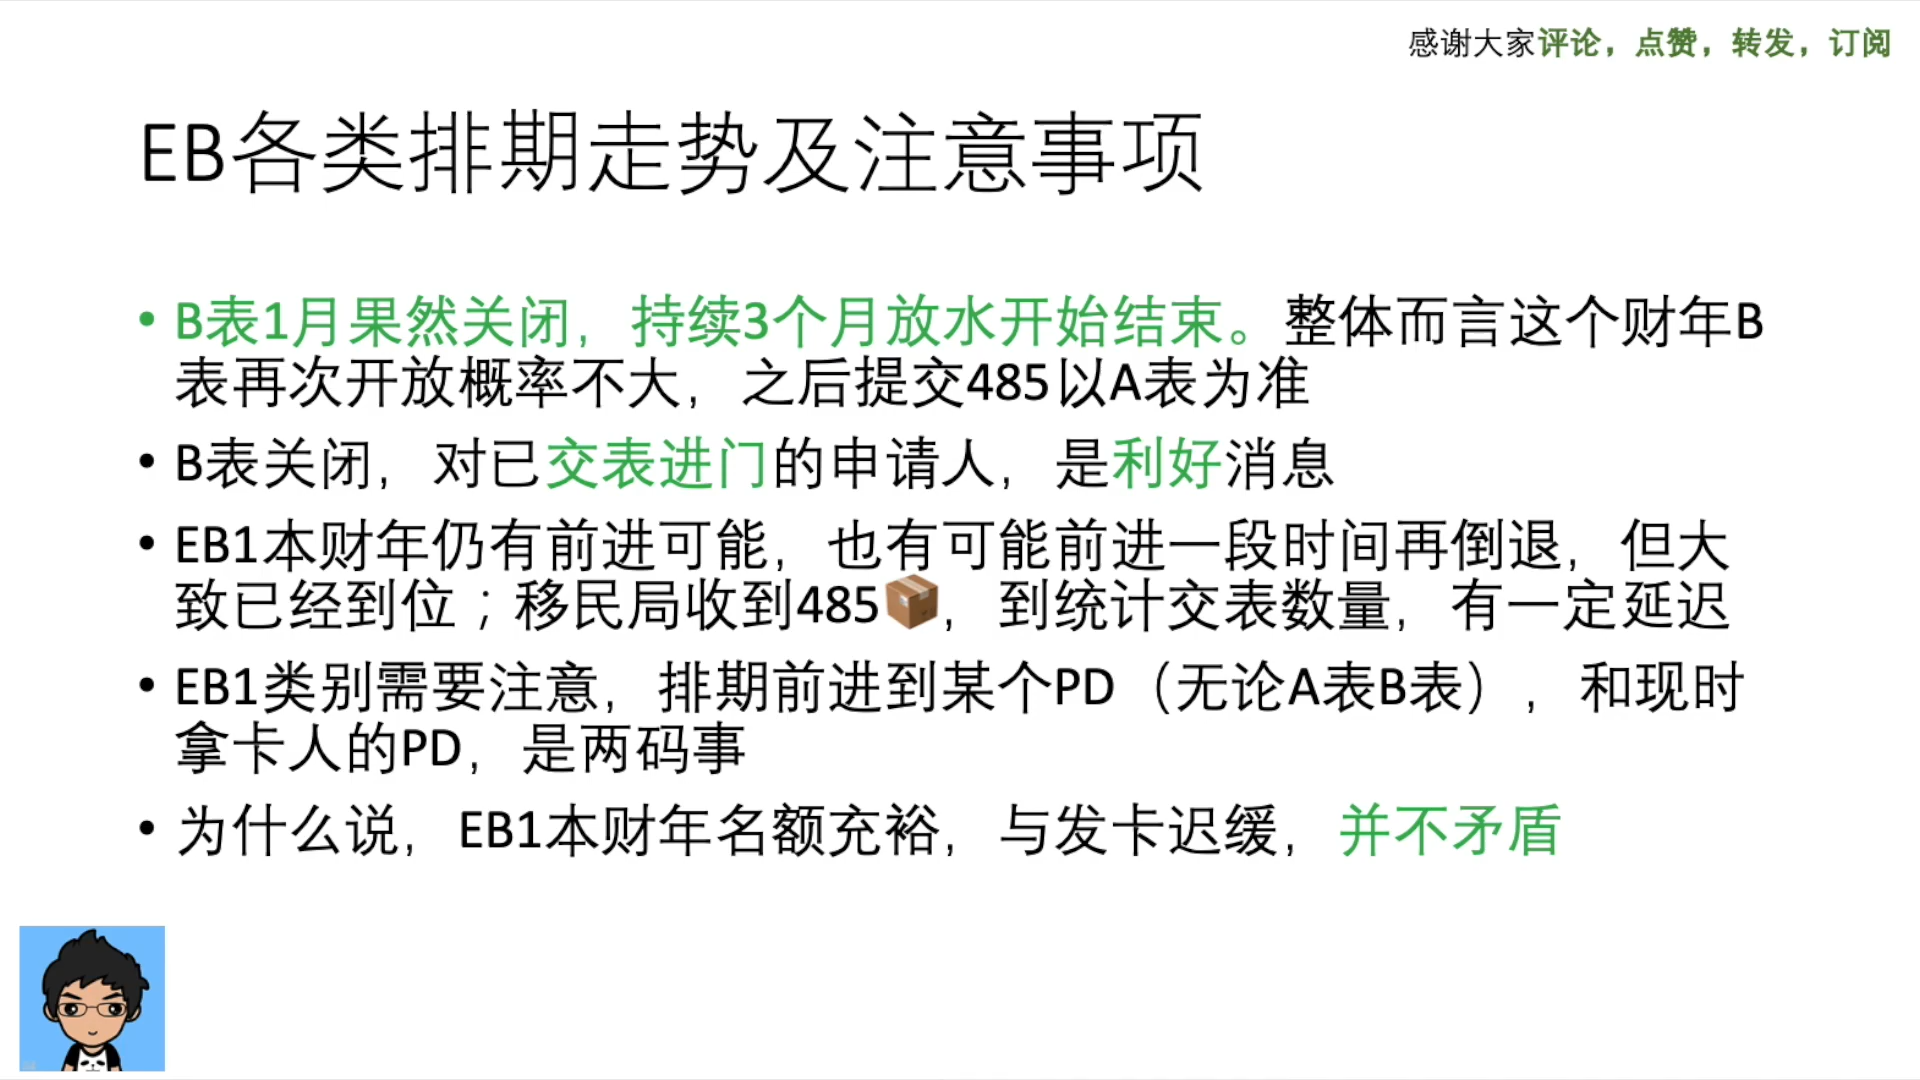 感谢大家评论，点赞，转发，订阅
EB各类排期走势及注意事项
• B表1月果然关闭，持续3个月放水开始结束。整体而言这个财年B
表再次开放概率不大，之后提交485以A表为准
• B表关闭，对已交表进门的申请人，是利好消息
• EB1本财年仍有前进可能，也有可能前进一段时间再倒退，但大
致已经到位；移民局收到485📦，到统计交表数量，有一定延迟
• EB1类别需要注意，排期前进到某个PD（无论A表B表），和现时
拿卡人的PD，是两码事
• 为什么说，EB1本财年名额充裕，与发卡迟缓，并不矛盾